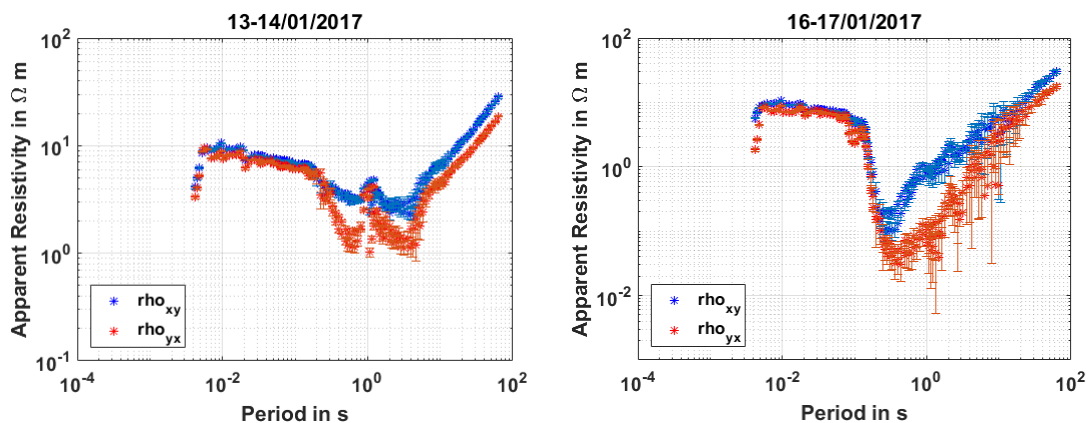 13-14/01/2017
Apparent Resistivity in Ω m
10^2
10^1
10^0
10^-1
rho_xy
rho_yx
10^-4
10^-2
10^0
10^2
Period in s
16-17/01/2017
Apparent Resistivity in Ω m
10^2
10^0
10^-2
rho_xy
rho_yx
10^-4
10^-2
10^0
10^2
Period in s